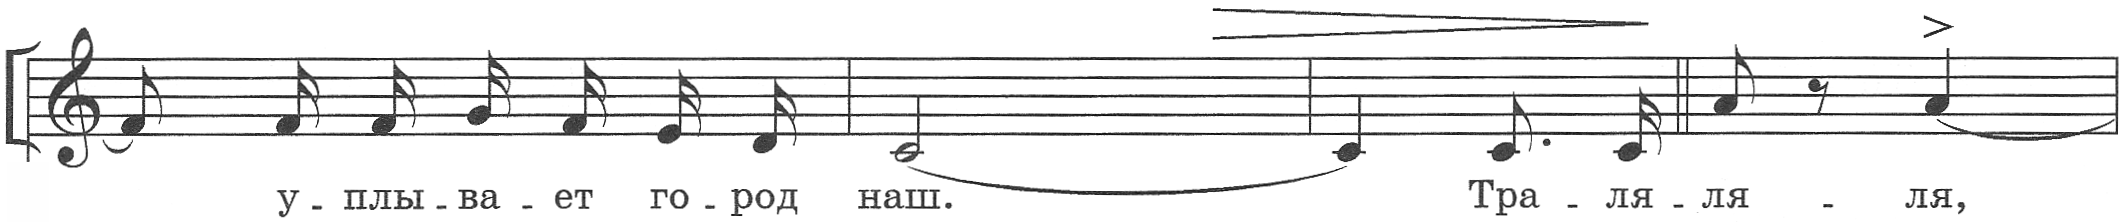 у - плы - ва - ет го - род наш. Тра - ля - ля - ля,